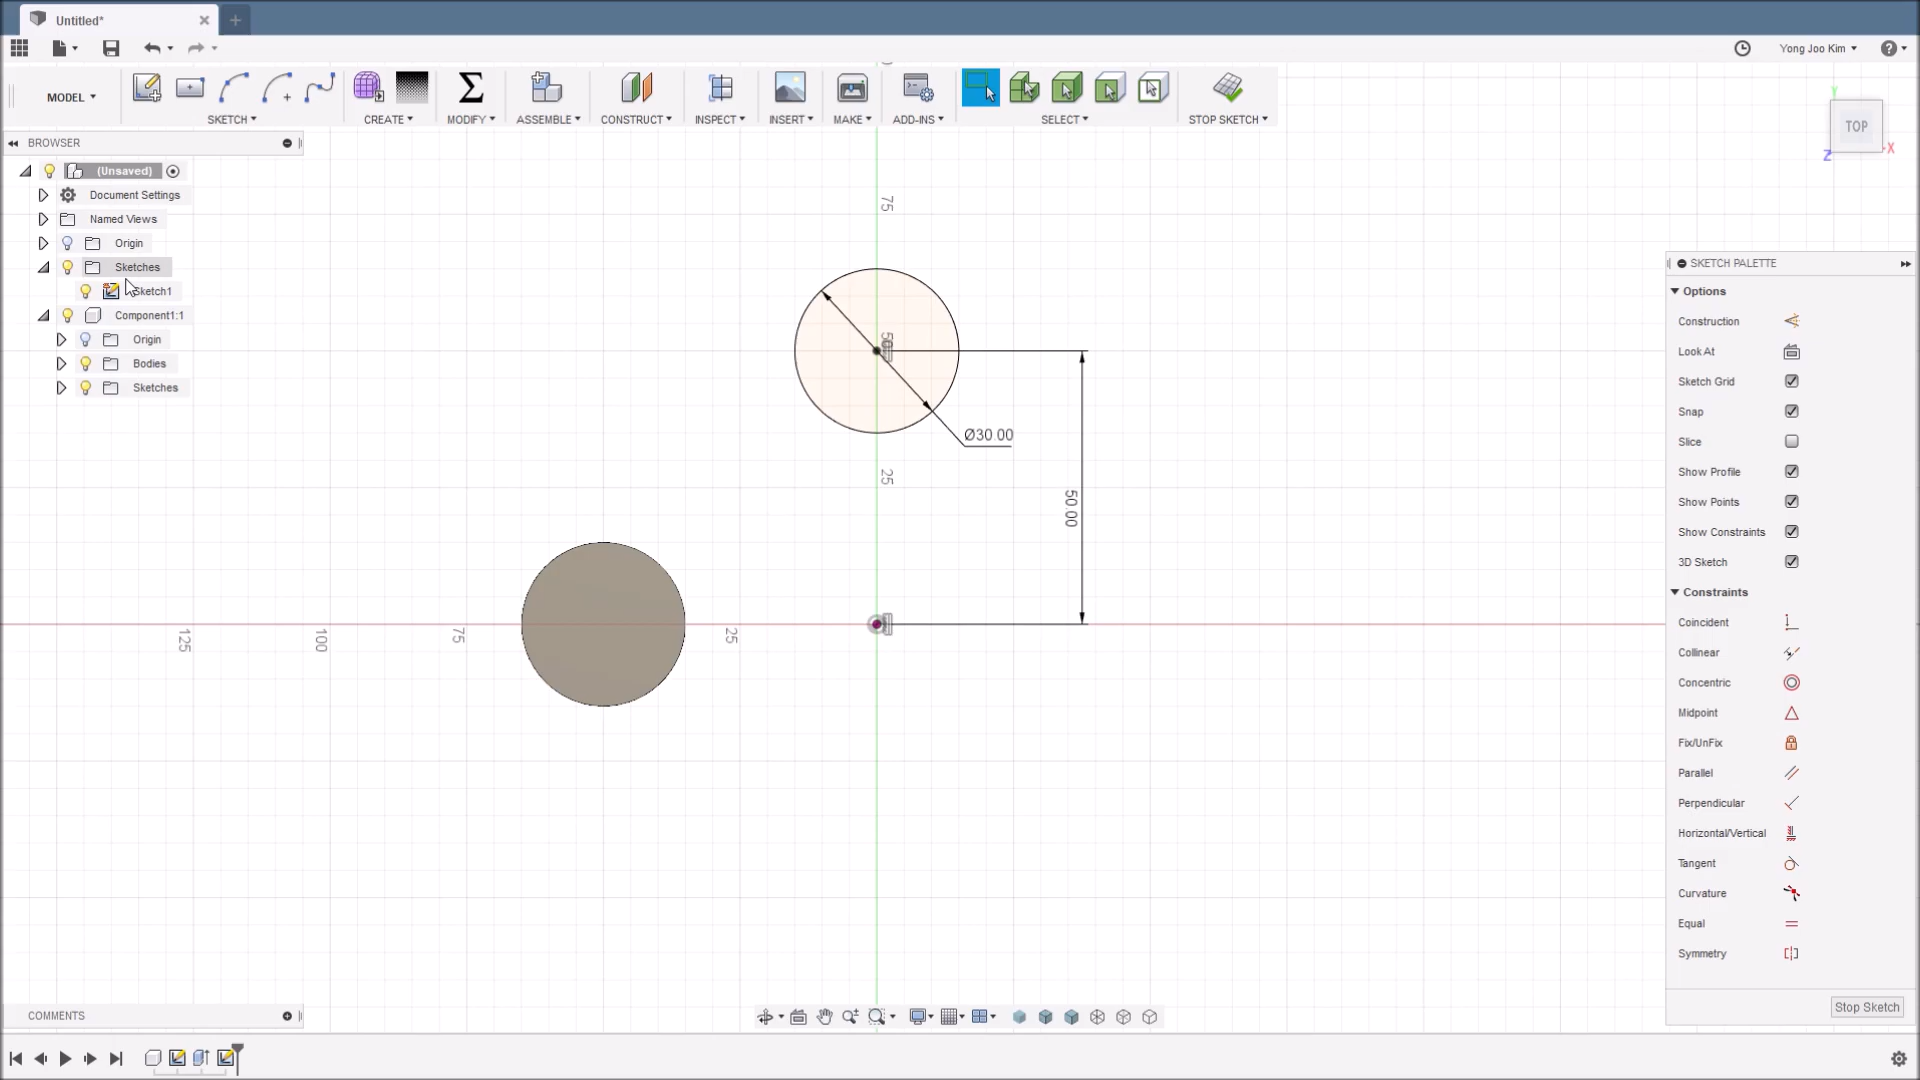 Untitled*
Yong Joo Kim
MODEL
SKETCH
CREATE
MODIFY
ASSEMBLE
CONSTRUCT
INSPECT
INSERT
MAKE
ADD-INS
SELECT
STOP SKETCH
TOP
Y
X
Z
BROWSER
(Unsaved)
Document Settings
Named Views
Origin
Sketches
Sketch1
Component1:1
Origin
Bodies
Sketches
75
50
25
Ø30.00
50.00
125
100
75
25
SKETCH PALETTE
Options
Construction
Look At
Sketch Grid
Snap
Slice
Show Profile
Show Points
Show Constraints
3D Sketch
Constraints
Coincident
Collinear
Concentric
Midpoint
Fix/UnFix
Parallel
Perpendicular
Horizontal/Vertical
Tangent
Curvature
Equal
Symmetry
Stop Sketch
COMMENTS